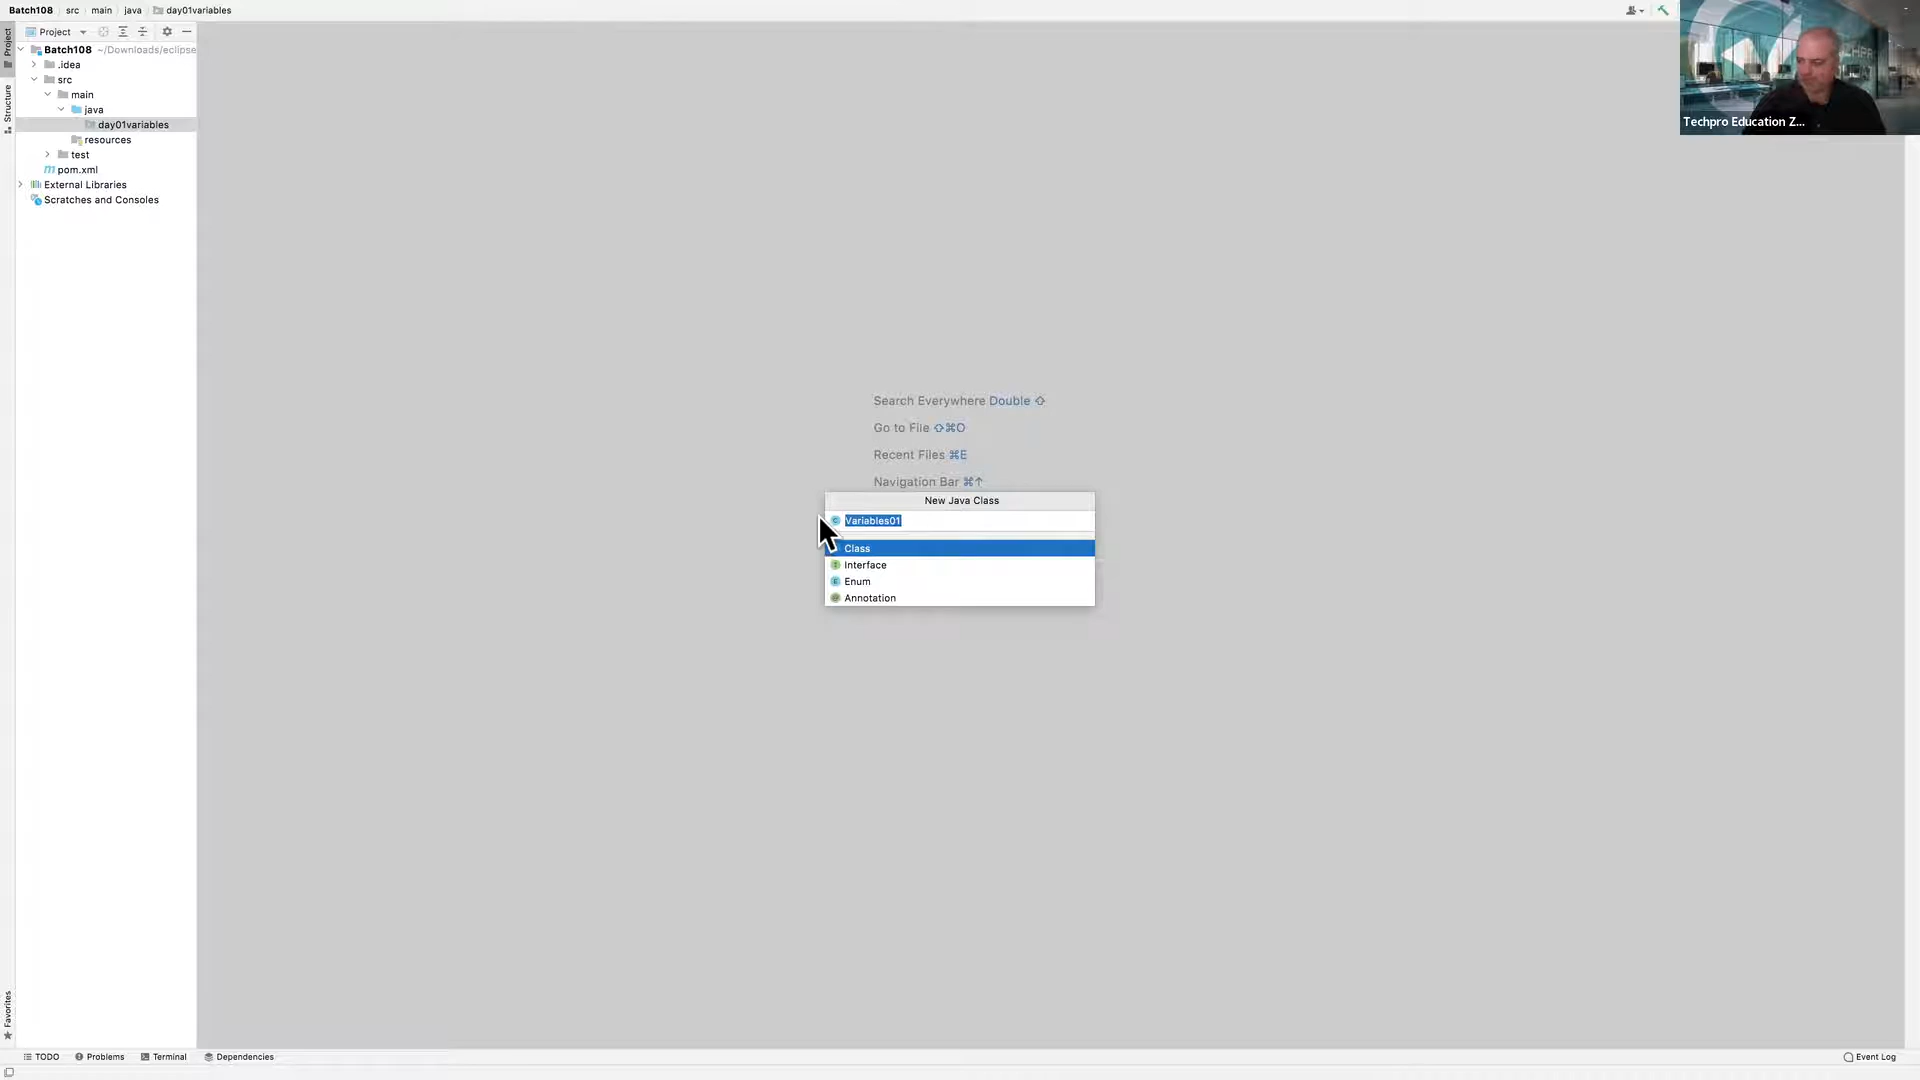 Batch108 src main java day01variables
Project
Project
Batch108 ~/Downloads/eclipse
.idea
src
main
java
day01variables
resources
test
pom.xml
External Libraries
Scratches and Consoles
Structure
Favorites
Techpro Education Z...
Search Everywhere Double ⇧
Go to File ⇧⌘O
Recent Files ⌘E
Navigation Bar ⌘↑
New Java Class
Variables01
Class
Interface
Enum
Annotation
TODO Problems Terminal Dependencies
Event Log